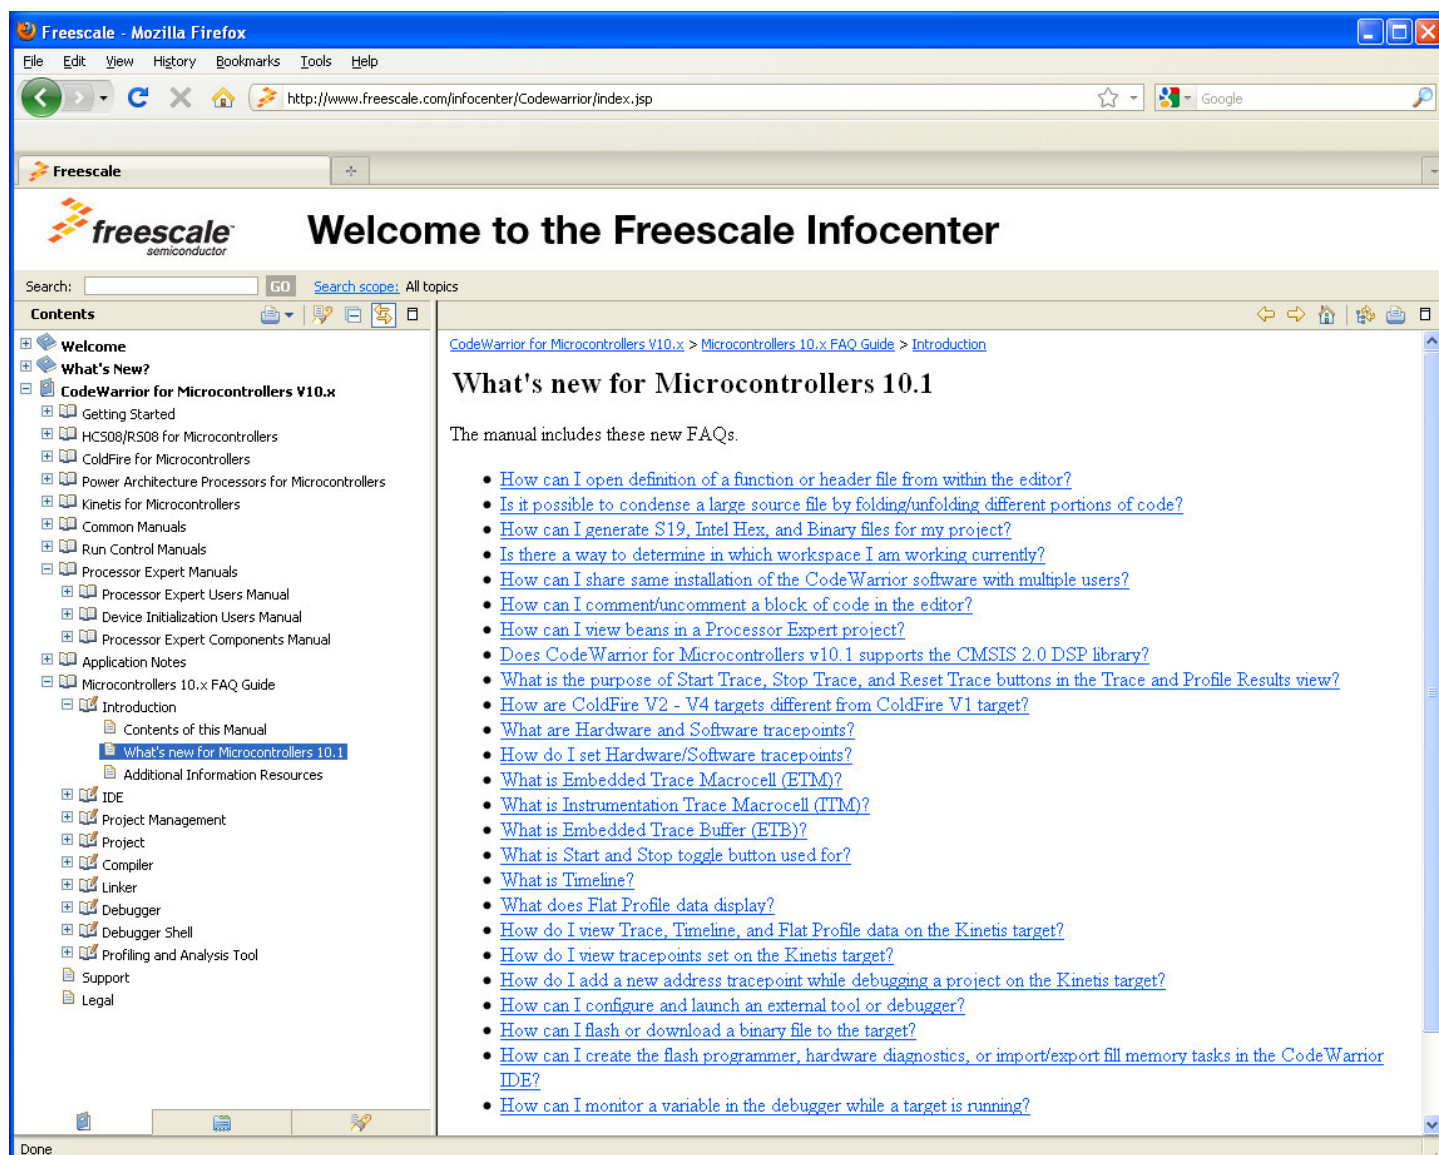 Freescale - Mozilla Firefox
File Edit View History Bookmarks Tools Help
http://www.freescale.com/infocenter/Codewarrior/index.jsp
Google
Freescale
freescale™
semiconductor
Welcome to the Freescale Infocenter
Search: GO Search scope: All topics
Contents
Welcome
What's New?
CodeWarrior for Microcontrollers V10.x
Getting Started
HCS08/RS08 for Microcontrollers
ColdFire for Microcontrollers
Power Architecture Processors for Microcontrollers
Kinetis for Microcontrollers
Common Manuals
Run Control Manuals
Processor Expert Manuals
Processor Expert Users Manual
Device Initialization Users Manual
Processor Expert Components Manual
Application Notes
Microcontrollers 10.x FAQ Guide
Introduction
Contents of this Manual
What's new for Microcontrollers 10.1
Additional Information Resources
IDE
Project Management
Project
Compiler
Linker
Debugger
Debugger Shell
Profiling and Analysis Tool
Support
Legal
CodeWarrior for Microcontrollers V10.x > Microcontrollers 10.x FAQ Guide > Introduction
What's new for Microcontrollers 10.1
The manual includes these new FAQs.
• How can I open definition of a function or header file from within the editor?
• Is it possible to condense a large source file by folding/unfolding different portions of code?
• How can I generate S19, Intel Hex, and Binary files for my project?
• Is there a way to determine in which workspace I am working currently?
• How can I share same installation of the CodeWarrior software with multiple users?
• How can I comment/uncomment a block of code in the editor?
• How can I view beans in a Processor Expert project?
• Does CodeWarrior for Microcontrollers v10.1 supports the CMSIS 2.0 DSP library?
• What is the purpose of Start Trace, Stop Trace, and Reset Trace buttons in the Trace and Profile Results view?
• How are ColdFire V2 - V4 targets different from ColdFire V1 target?
• What are Hardware and Software tracepoints?
• How do I set Hardware/Software tracepoints?
• What is Embedded Trace Macrocell (ETM)?
• What is Instrumentation Trace Macrocell (ITM)?
• What is Embedded Trace Buffer (ETB)?
• What is Start and Stop toggle button used for?
• What is Timeline?
• What does Flat Profile data display?
• How do I view Trace, Timeline, and Flat Profile data on the Kinetis target?
• How do I view tracepoints set on the Kinetis target?
• How do I add a new address tracepoint while debugging a project on the Kinetis target?
• How can I configure and launch an external tool or debugger?
• How can I flash or download a binary file to the target?
• How can I create the flash programmer, hardware diagnostics, or import/export fill memory tasks in the CodeWarrior
IDE?
• How can I monitor a variable in the debugger while a target is running?
Done